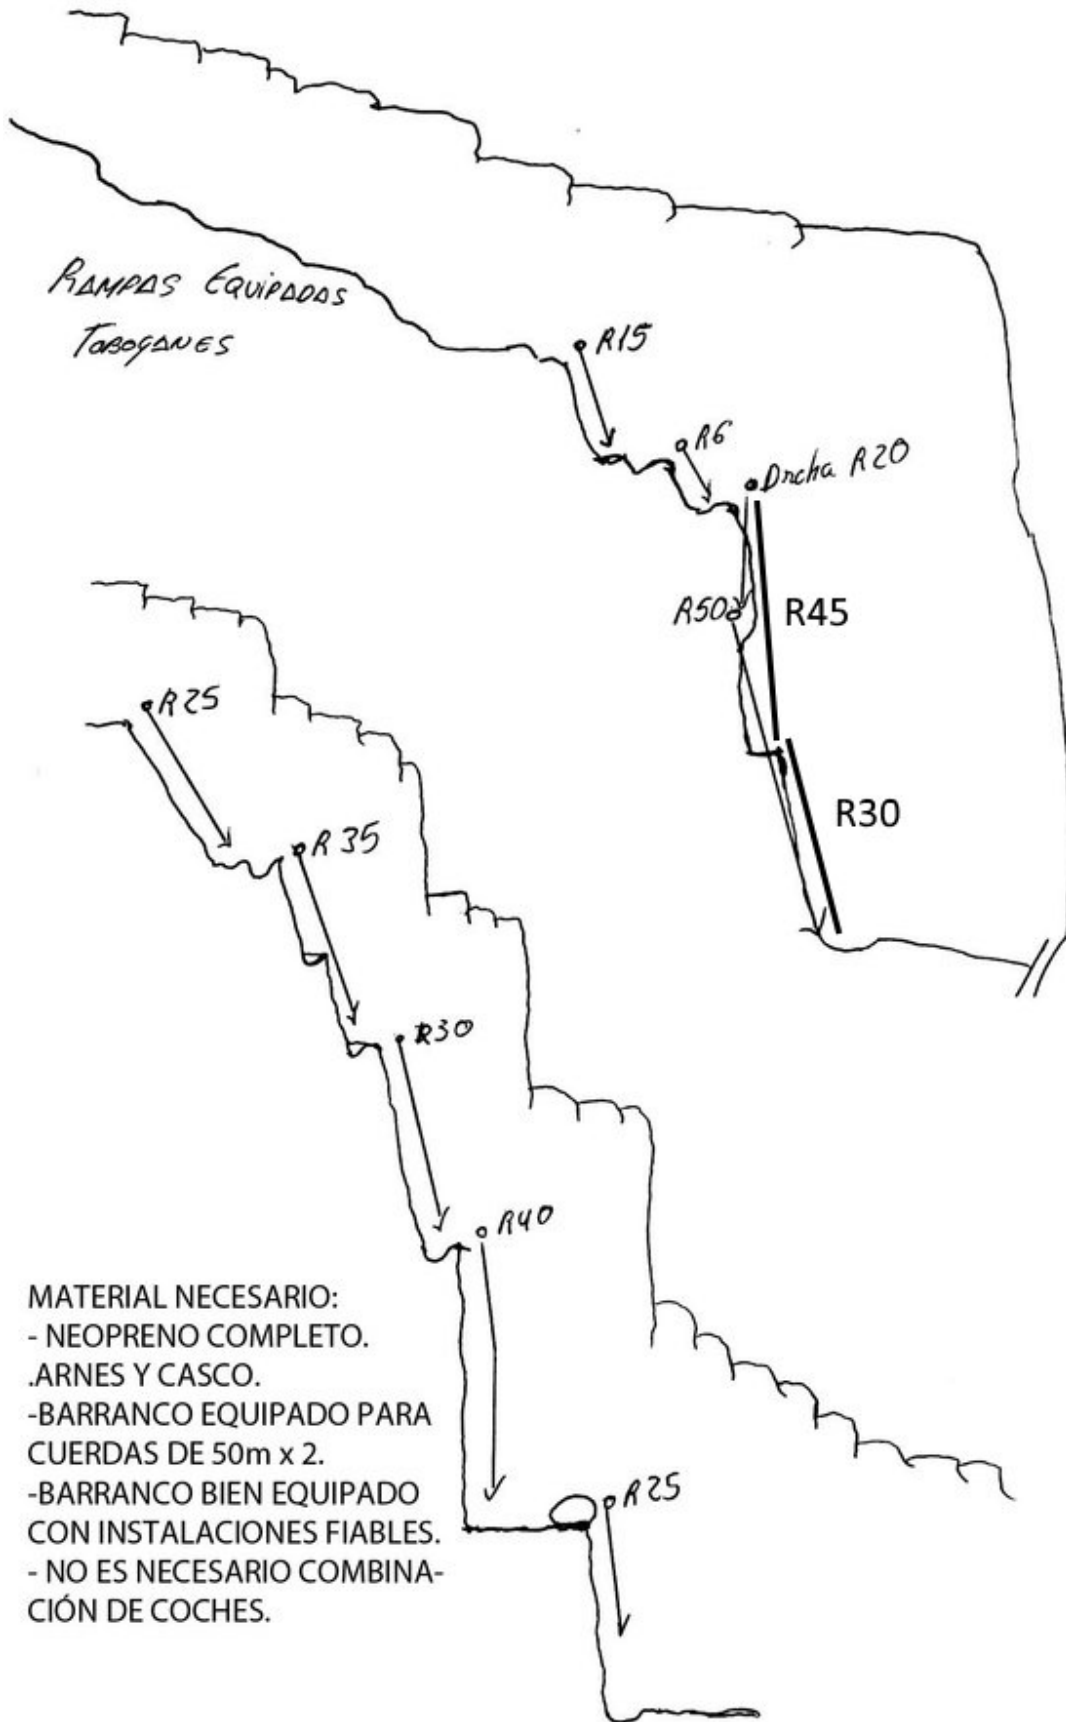 RAMPAS EQUIPADAS
TOBOGANES
R15
R6
Drcha R20
R50
R45
R30
R25
R35
R30
R40
R25
MATERIAL NECESARIO:
- NEOPRENO COMPLETO.
.ARNES Y CASCO.
-BARRANCO EQUIPADO PARA
CUERDAS DE 50m x 2.
-BARRANCO BIEN EQUIPADO
CON INSTALACIONES FIABLES.
- NO ES NECESARIO COMBINA-
CIÓN DE COCHES.